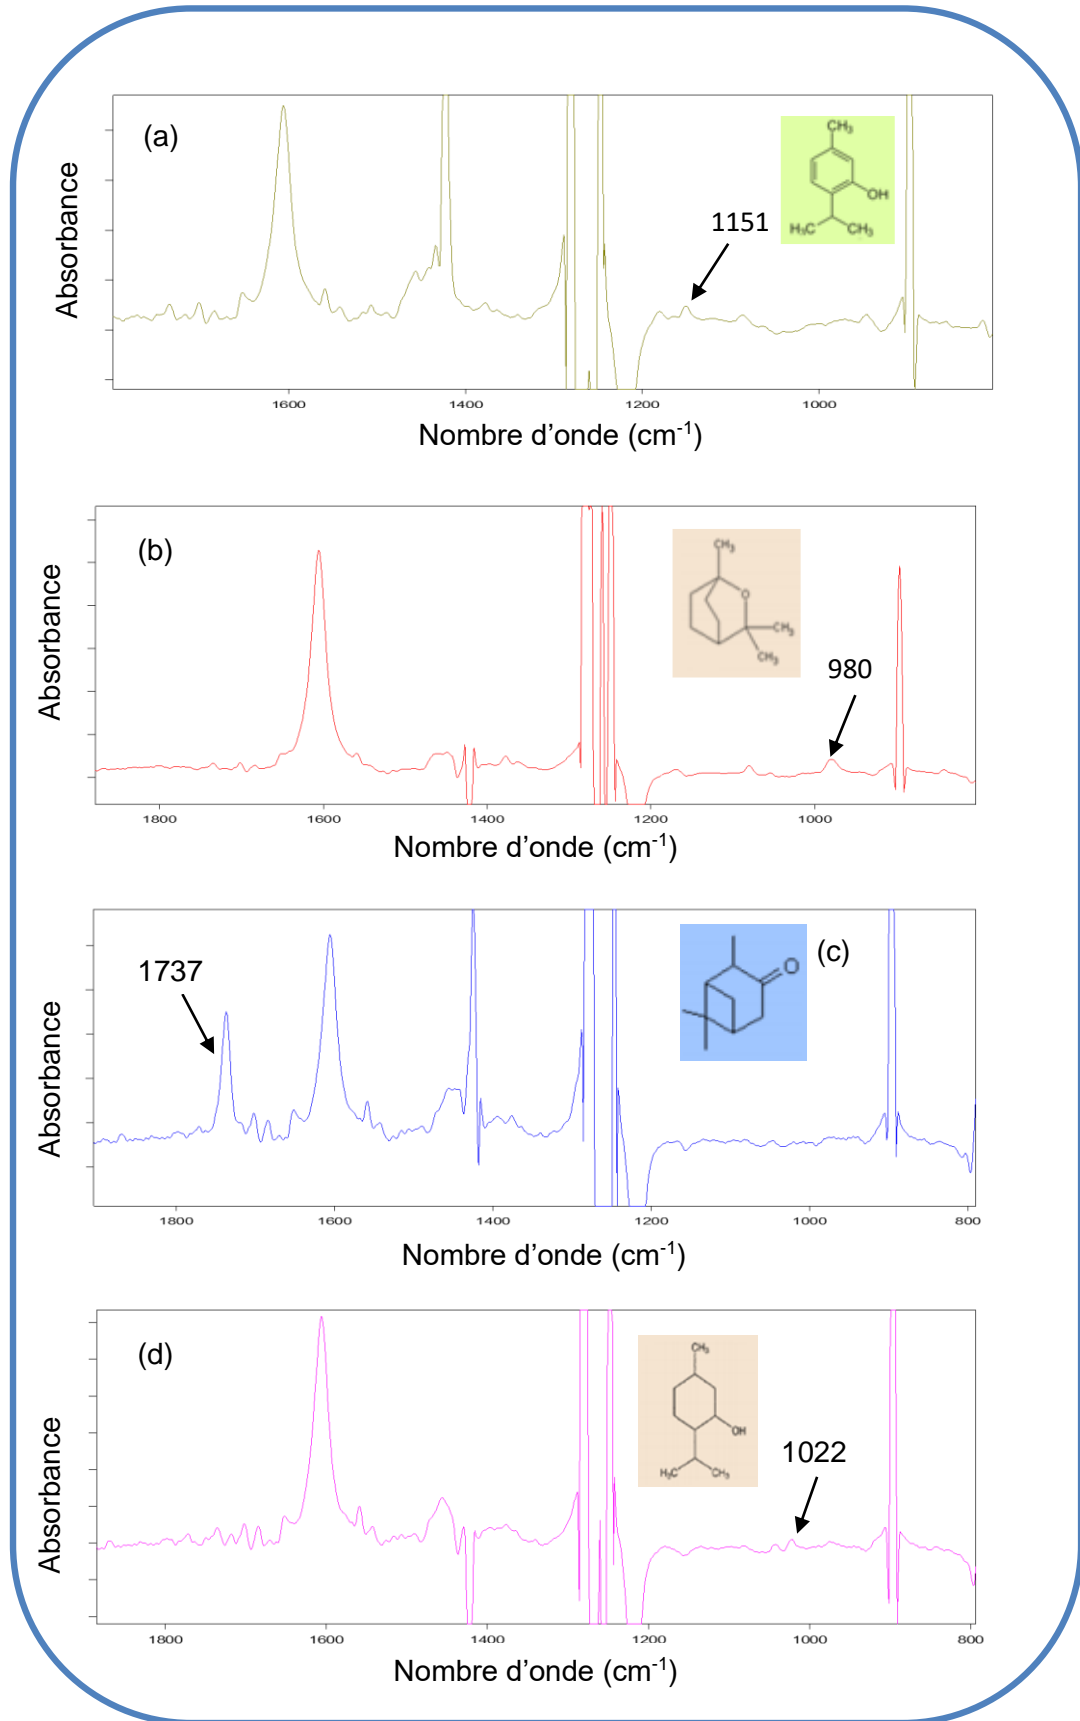 (a)
CH₃
OH
H₃C
CH₃
1151
Absorbance
1600
1400
1200
1000
Nombre d'onde (cm⁻¹)
(b)
CH₃
O
CH₃
CH₃
980
Absorbance
1800
1600
1400
1200
1000
Nombre d'onde (cm⁻¹)
(c)
O
1737
Absorbance
1800
1600
1400
1200
1000
800
Nombre d'onde (cm⁻¹)
(d)
CH₃
OH
H₃C
CH₃
1022
Absorbance
1800
1600
1400
1200
1000
800
Nombre d'onde (cm⁻¹)